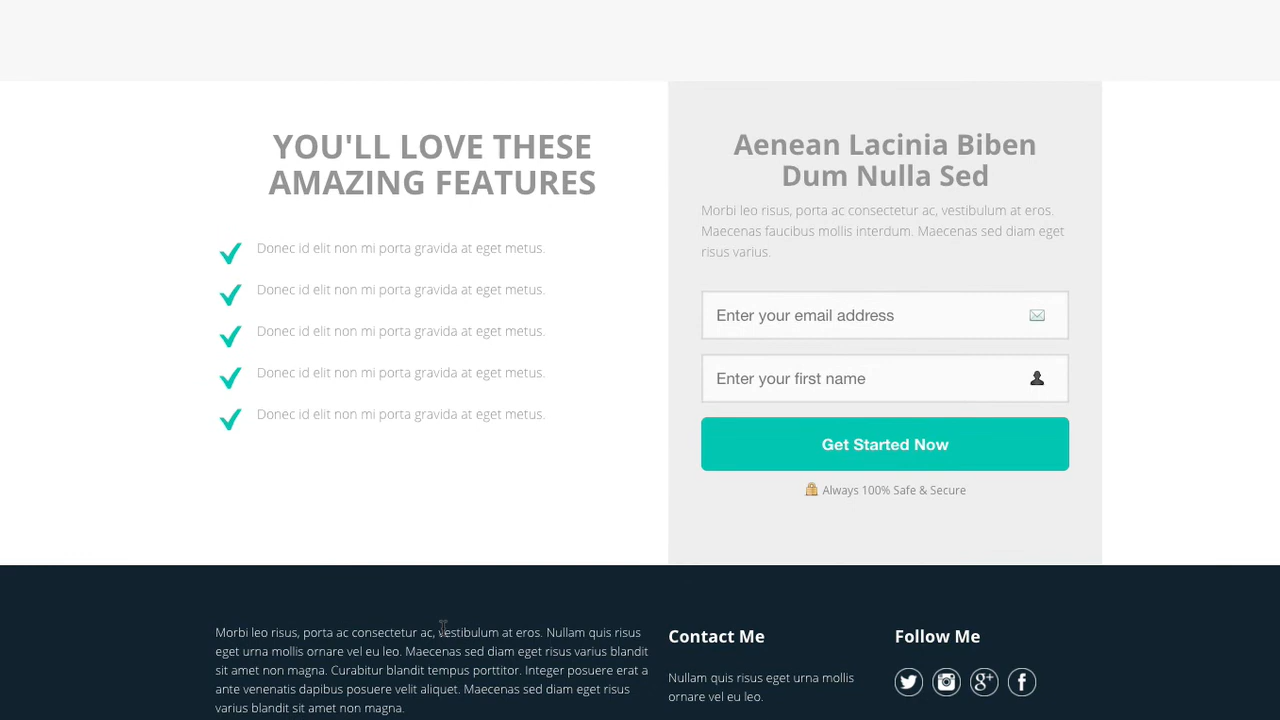 YOU'LL LOVE THESE
AMAZING FEATURES
Donec id elit non mi porta gravida at eget metus.
Donec id elit non mi porta gravida at eget metus.
Donec id elit non mi porta gravida at eget metus.
Donec id elit non mi porta gravida at eget metus.
Donec id elit non mi porta gravida at eget metus.
Aenean Lacinia Biben
Dum Nulla Sed
Morbi leo risus, porta ac consectetur ac, vestibulum at eros.
Maecenas faucibus mollis interdum. Maecenas sed diam eget
risus varius.
Enter your email address
Enter your first name
Get Started Now
Always 100% Safe & Secure
Morbi leo risus, porta ac consectetur ac, vestibulum at eros. Nullam quis risus
eget urna mollis ornare vel eu leo. Maecenas sed diam eget risus varius blandit
sit amet non magna. Curabitur blandit tempus porttitor. Integer posuere erat a
ante venenatis dapibus posuere velit aliquet. Maecenas sed diam eget risus
varius blandit sit amet non magna.
Contact Me
Nullam quis risus eget urna mollis
ornare vel eu leo.
Follow Me